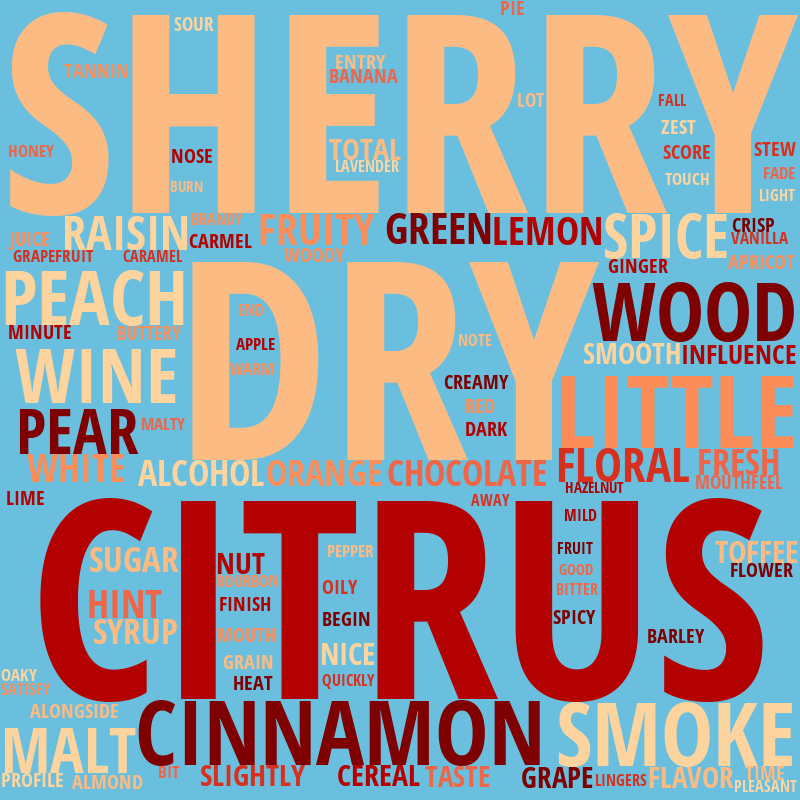 PIE
SHERRY
SOUR
TANNIN
ENTRY
BANANA
LOT
FALL
ZEST
HONEY
NOSE
TOTAL
LAVENDER
SCORE
STEW
BURN
TOUCH
FADE
LIGHT
JUICE
RAISIN
BRANDY
CARMEL
FRUITY
GREEN
LEMON
SPICE
CRISP
VANILLA
GRAPEFRUIT
CARAMEL
WOODY
GINGER
APRICOT
PEACH
DRY
WOOD
MINUTE
BUTTERY
END
APPLE
NOTE
SMOOTH
INFLUENCE
WINE
WARM
CREAMY
LITTLE
PEAR
MALTY
RED
DARK
WHITE
ALCOHOL
ORANGE
CHOCOLATE
FLORAL
FRESH
MOUTHFEEL
LIME
AWAY
HAZELNUT
CITRUS
MILD
SUGAR
NUT
PEPPER
FRUIT
TOFFEE
BOURBON
OILY
GOOD
FLOWER
HINT
FINISH
BITTER
SYRUP
MOUTH
BEGIN
SPICY
BARLEY
GRAIN
NICE
OAKY
HEAT
QUICKLY
SATISFY
ALONGSIDE
CINNAMON
SMOKE
MALT
PROFILE
ALMOND
BIT
SLIGHTLY
CEREAL
TASTE
GRAPE
LINGERS
FLAVOR
TIME
PLEASANT